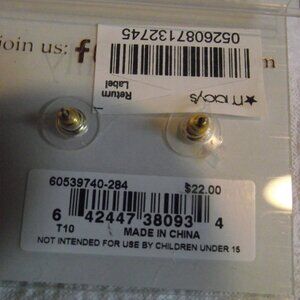 join us: f
m
0526087132745
Return
Label
★macy's
60539740-284 $22.00
6 42447 38093 4
T10 MADE IN CHINA
NOT INTENDED FOR USE BY CHILDREN UNDER 15